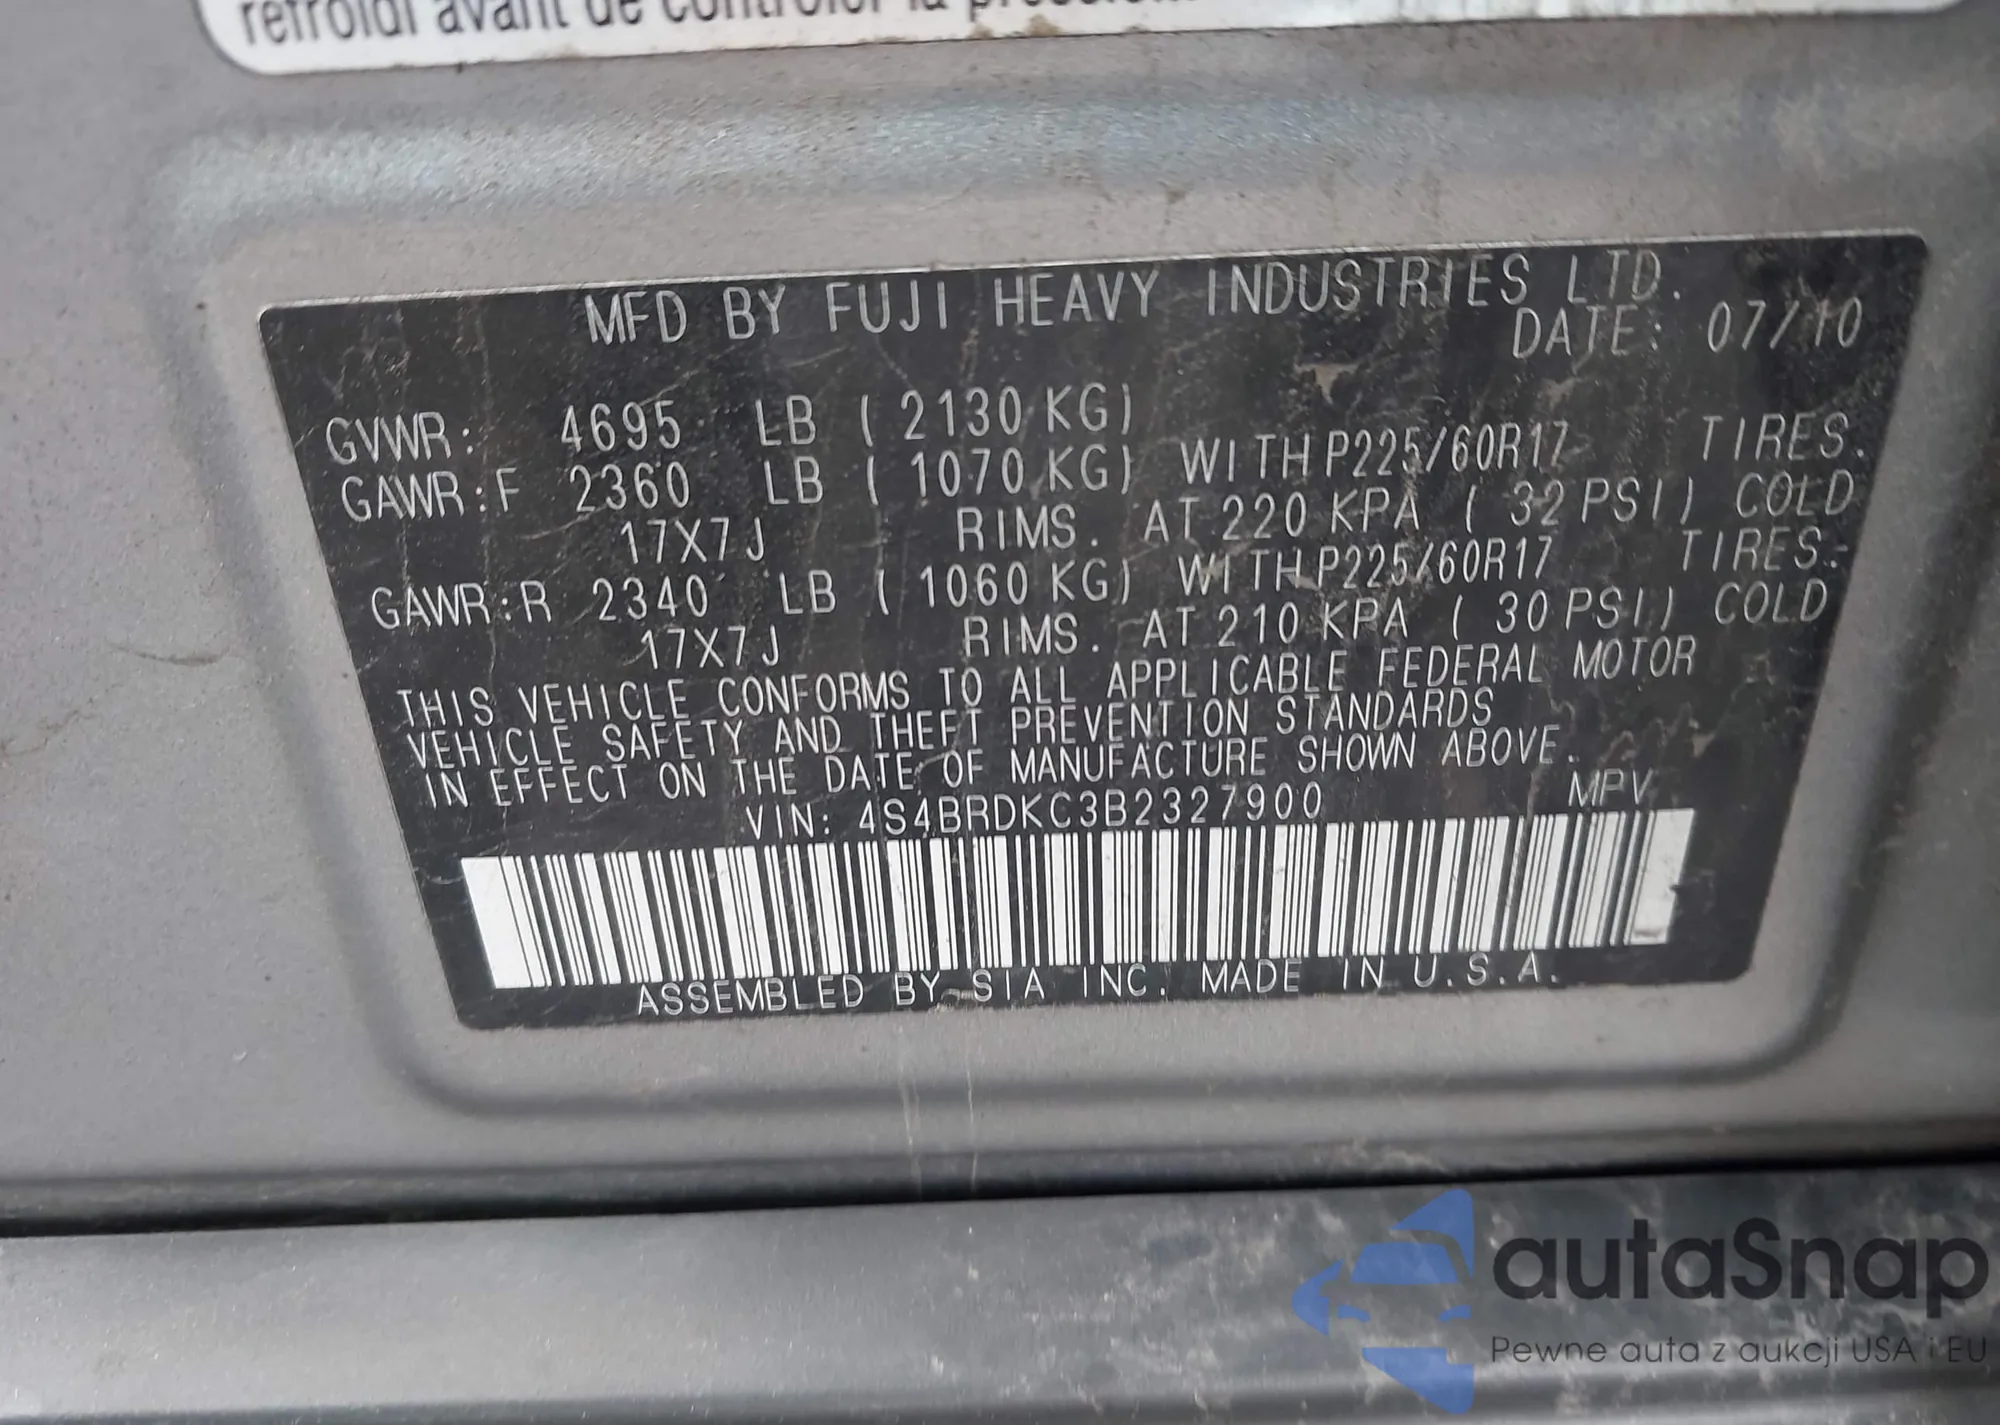 refroidi avant de contrôler la pression
MFD BY FUJI HEAVY INDUSTRIES LTD.
DATE: 07/10
GVWR: 4695 LB ( 2130 KG)
GAWR:F 2360 LB ( 1070 KG) WITH P225/60R17 TIRES.
17X7J RIMS. AT 220 KPA ( 32 PSI) COLD
GAWR:R 2340 LB ( 1060 KG) WITH P225/60R17 TIRES.
17X7J RIMS. AT 210 KPA ( 30 PSI) COLD
THIS VEHICLE CONFORMS TO ALL APPLICABLE FEDERAL MOTOR
VEHICLE SAFETY AND THEFT PREVENTION STANDARDS
IN EFFECT ON THE DATE OF MANUFACTURE SHOWN ABOVE.
VIN: 4S4BRDKC3B2327900 MPV
ASSEMBLED BY SIA INC. MADE IN U.S.A.
autaSnap
Pewne auta z aukcji USA i EU